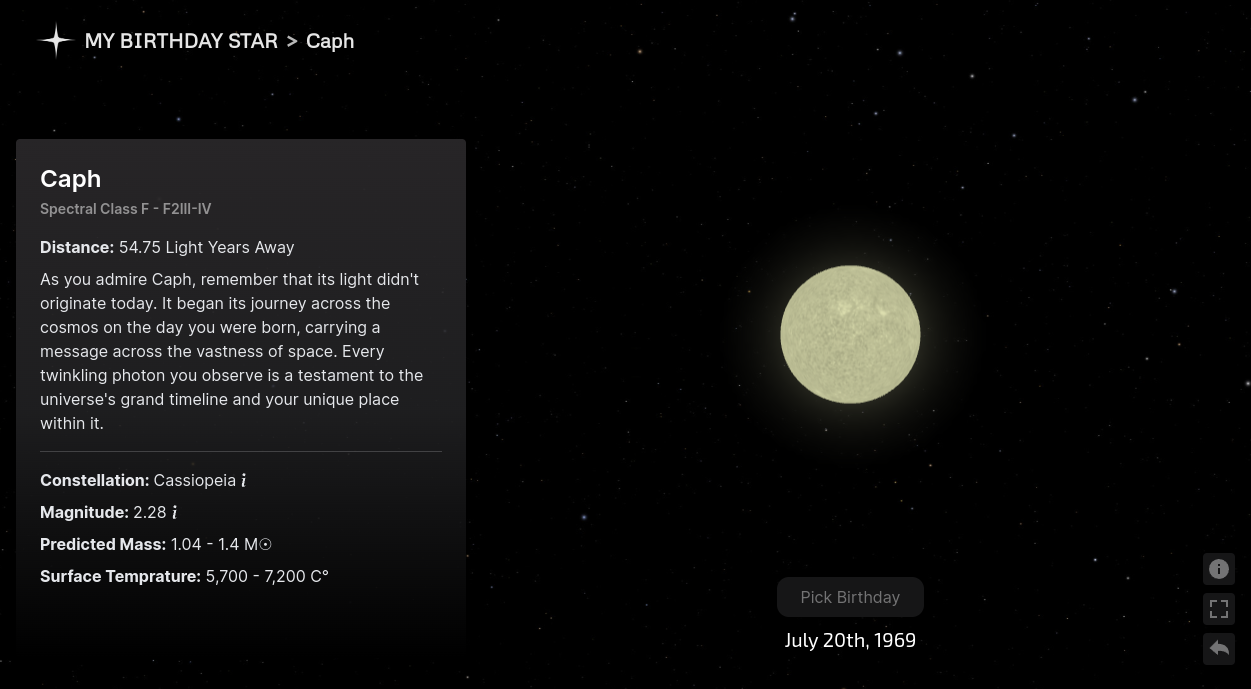 MY BIRTHDAY STAR > Caph
Caph
Spectral Class F - F2III-IV
Distance: 54.75 Light Years Away
As you admire Caph, remember that its light didn't
originate today. It began its journey across the
cosmos on the day you were born, carrying a
message across the vastness of space. Every
twinkling photon you observe is a testament to the
universe's grand timeline and your unique place
within it.
Constellation: Cassiopeia i
Magnitude: 2.28 i
Predicted Mass: 1.04 - 1.4 M☉
Surface Temprature: 5,700 - 7,200 C°
Pick Birthday
July 20th, 1969